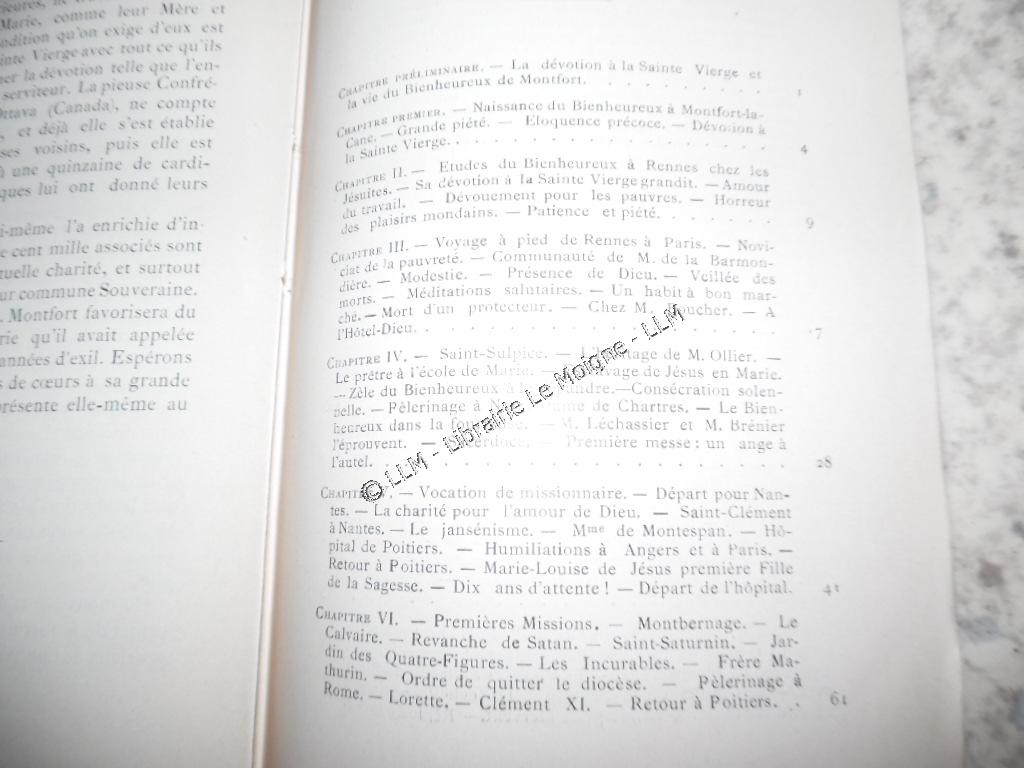 Marie, comme leur Mère et
ndition qu'on exige d'eux est
inte Vierge avec tout ce qu'ils
er la dévotion telle que l'en-
serviteur. La pieuse Confré-
Ottava (Canada), ne compte
, et déjà elle s'est établie
ses voisins, puis elle est
à une quinzaine de cardi-
ques lui ont donné leurs
i-même l'a enrichie d'in-
e cent mille associés sont
tuelle charité, et surtout
ur commune Souveraine.
. Montfort favorisera du
rie qu'il avait appelée
années d'exil. Espérons
s de cœurs à sa grande
présente elle-même au
CHAPITRE PRÉLIMINAIRE. — La dévotion à la Sainte Vierge et
la vie du Bienheureux de Montfort. . . . . . . . . . 1
CHAPITRE PREMIER. — Naissance du Bienheureux à Montfort-la-
Cane. — Grande piété. — Eloquence précoce. — Dévotion à
la Sainte Vierge. . . . . . . . . . . . . . . . 4
CHAPITRE II. — Etudes du Bienheureux à Rennes chez les
Jésuites. — Sa dévotion à la Sainte Vierge grandit. — Amour
du travail. — Dévouement pour les pauvres. — Horreur
des plaisirs mondains. — Patience et piété. . . . . . . 9
CHAPITRE III. — Voyage à pied de Rennes à Paris. — Novi-
ciat de la pauvreté. — Communauté de M. de la Barmon-
dière. — Modestie. — Présence de Dieu. — Veillée des
morts. — Méditations salutaires. — Un habit à bon mar-
ché. — Mort d'un protecteur. — Chez M. Boucher. — A
l'Hôtel-Dieu. . . . . . . . . . . . . . . . . 17
CHAPITRE IV. — Saint-Sulpice. — L'héritage de M. Ollier. —
Le prêtre à l'école de Marie. — Esclavage de Jésus en Marie.
— Zèle du Bienheureux à répandre. — Consécration solen-
nelle. — Pèlerinage à Notre-Dame de Chartres. — Le Bien-
heureux dans la fournaise. — M. Léchassier et M. Brénier
l'éprouvent. — Sacerdoce. — Première messe : un ange à
l'autel. . . . . . . . . . . . . . . . . . 28
CHAPITRE V. — Vocation de missionnaire. — Départ pour Nan-
tes. — La charité pour l'amour de Dieu. — Saint-Clément
à Nantes. — Le jansénisme. — Mme de Montespan. — Hô-
pital de Poitiers. — Humiliations à Angers et à Paris. —
Retour à Poitiers. — Marie-Louise de Jésus première Fille
de la Sagesse. — Dix ans d'attente ! — Départ de l'hôpital. 41
CHAPITRE VI. — Premières Missions. — Montbernage. — Le
Calvaire. — Revanche de Satan. — Saint-Saturnin. — Jar-
din des Quatre-Figures. — Les Incurables. — Frère Ma-
thurin. — Ordre de quitter le diocèse. — Pèlerinage à
Rome. — Lorette. — Clément XI. — Retour à Poitiers. . 61
© LLM - Librairie Le Moigne - LLM